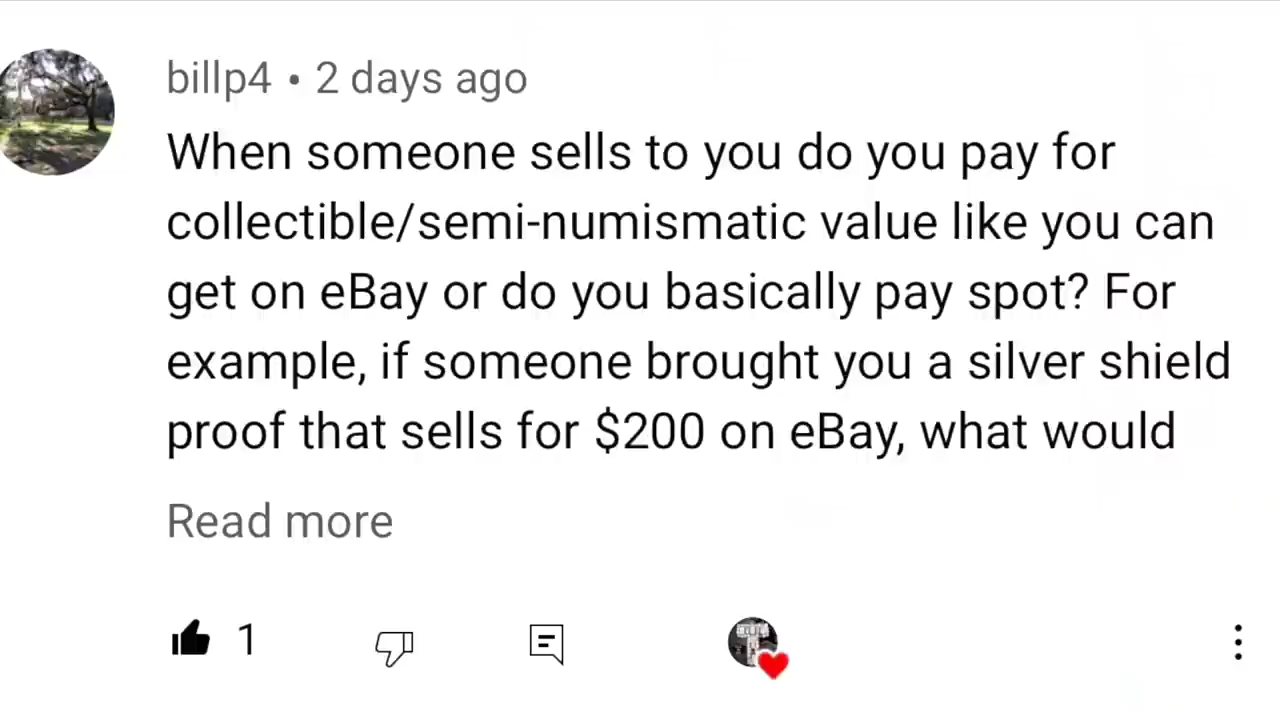 billp4 • 2 days ago
When someone sells to you do you pay for
collectible/semi-numismatic value like you can
get on eBay or do you basically pay spot? For
example, if someone brought you a silver shield
proof that sells for $200 on eBay, what would
Read more
1